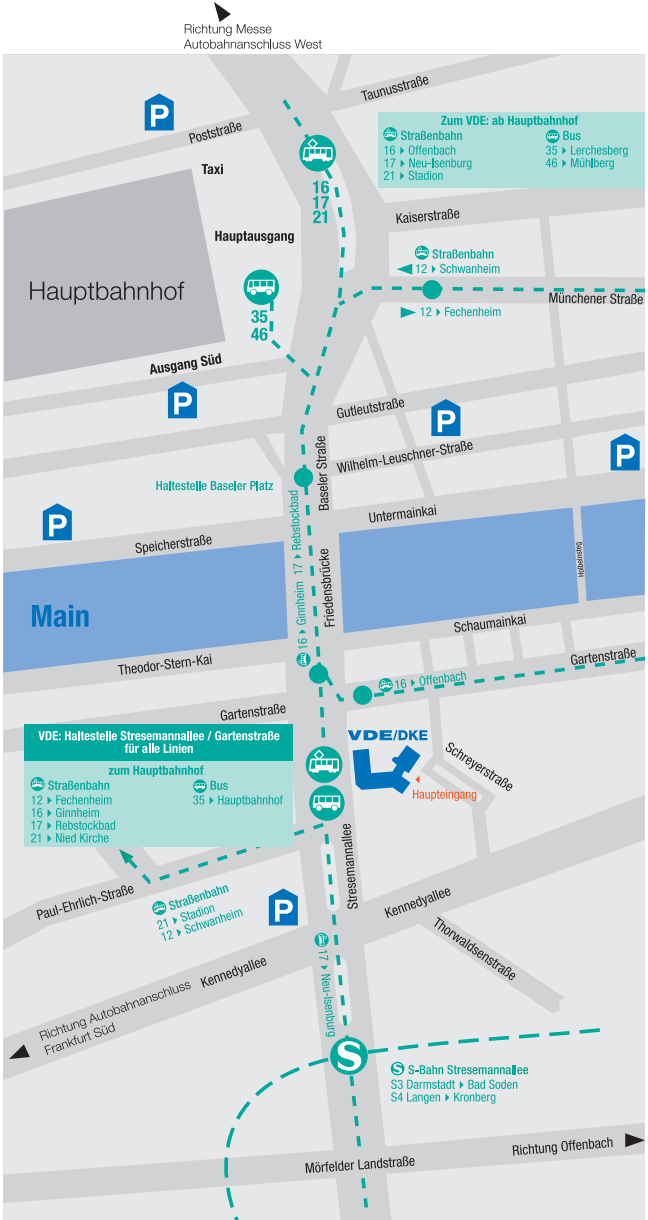 Richtung Messe
Autobahnanschluss West
Taunusstraße
P
Poststraße
Taxi
Zum VDE: ab Hauptbahnhof
Straßenbahn
16 ▸ Offenbach
17 ▸ Neu-Isenburg
21 ▸ Stadion
Bus
35 ▸ Lerchesberg
46 ▸ Mühlberg
16
17
21
Kaiserstraße
Hauptausgang
Hauptbahnhof
Straßenbahn
12 ▸ Schwanheim
Münchener Straße
12 ▸ Fechenheim
35
46
Ausgang Süd
P
Gutleutstraße
P
Wilhelm-Leuschner-Straße
P
Baseler Straße
Haltestelle Baseler Platz
P
Untermainkai
Speicherstraße
16 ▸ Ginnheim 17 ▸ Rebstockbad
Friedensbrücke
Holbeinsteg
Main
Schaumainkai
Theodor-Stern-Kai
Gartenstraße
16 ▸ Offenbach
Gartenstraße
VDE: Haltestelle Stresemannallee / Gartenstraße
für alle Linien
zum Hauptbahnhof
Straßenbahn
12 ▸ Fechenheim
16 ▸ Ginnheim
17 ▸ Rebstockbad
21 ▸ Nied Kirche
Bus
35 ▸ Hauptbahnhof
VDE/DKE
Schreyerstraße
Haupteingang
Stresemannallee
Paul-Ehrlich-Straße
Straßenbahn
21 ▸ Stadion
12 ▸ Schwanheim
P
Kennedyallee
Thorwaldsenstraße
17 ▸ Neu-Isenburg
Kennedyallee
Richtung Autobahnanschluss
Frankfurt Süd
S
S S-Bahn Stresemannallee
S3 Darmstadt ▸ Bad Soden
S4 Langen ▸ Kronberg
Richtung Offenbach
Mörfelder Landstraße